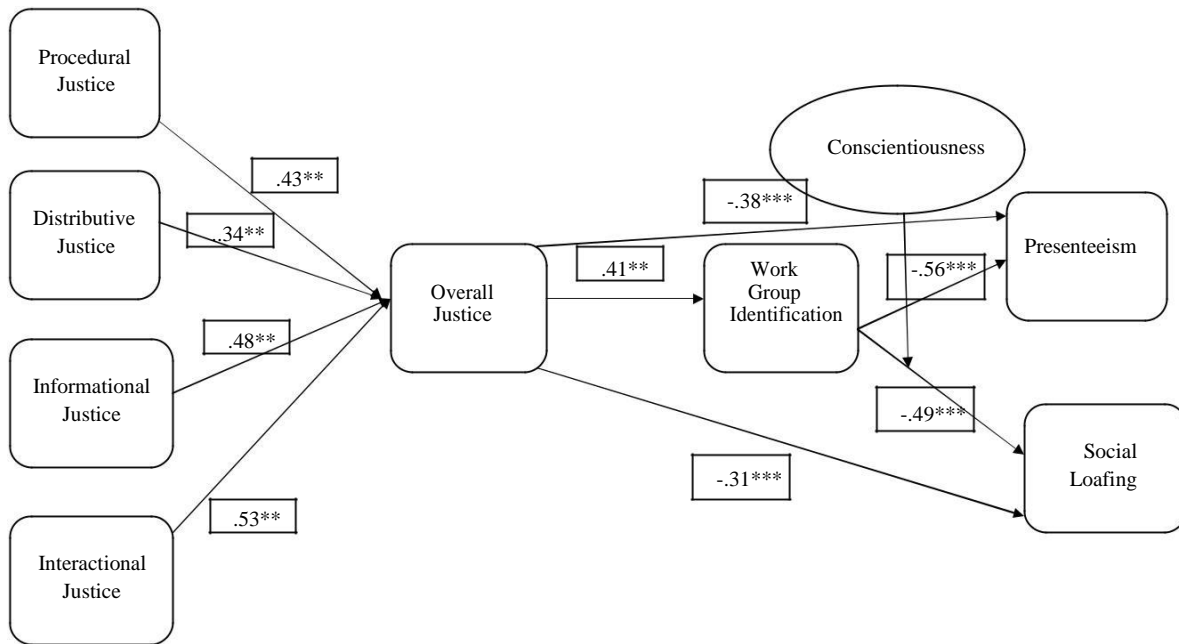 Procedural
Justice
.43**
Conscientiousness
-.38***
Distributive
Justice
..34**
Presenteeism
.41**
Work
Group
Identification
-.56***
Overall
Justice
.48**
Informational
Justice
-.49***
Social
Loafing
-.31***
.53**
Interactional
Justice